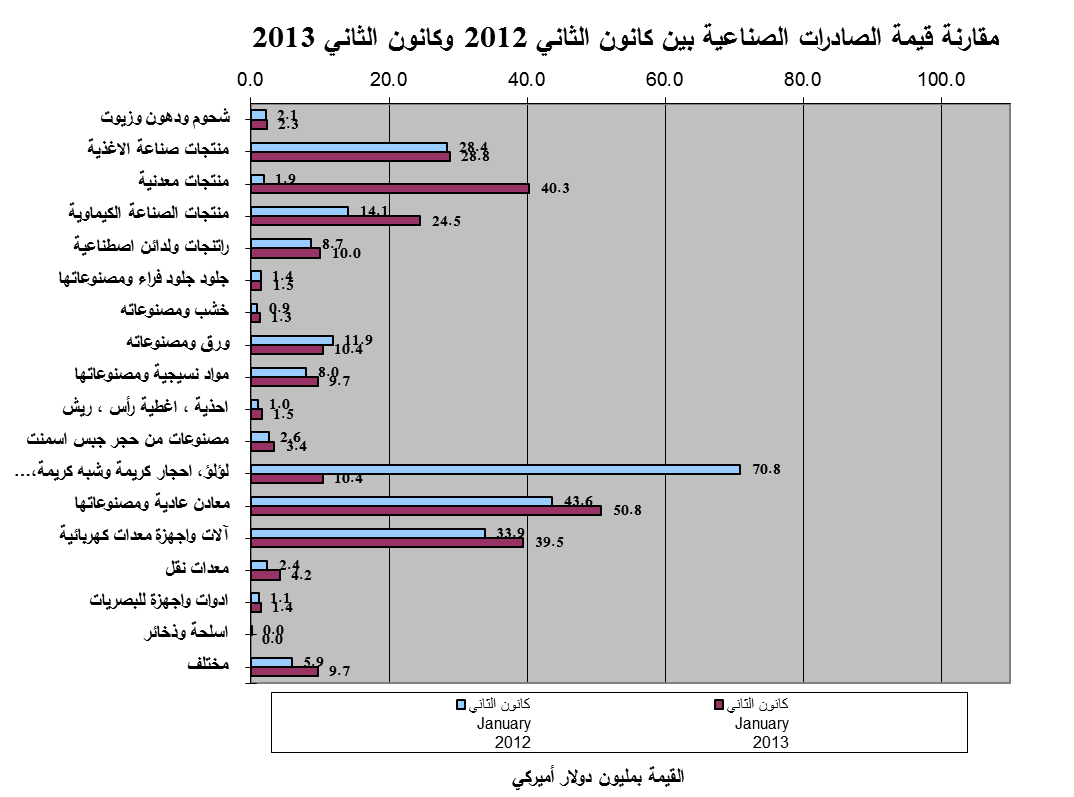 مقارنة قيمة الصادرات الصناعية بين كانون الثاني 2012 وكانون الثاني 2013
0.0 20.0 40.0 60.0 80.0 100.0
شحوم ودهون وزيوت 2.1
2.3
منتجات صناعة الاغذية 28.4
28.8
منتجات معدنية 1.9
40.3
منتجات الصناعة الكيماوية 14.1
24.5
راتنجات ولدائن اصطناعية 8.7
10.0
جلود جلود فراء ومصنوعاتها 1.4
1.5
خشب ومصنوعاته 0.9
1.3
ورق ومصنوعاته 11.9
10.4
مواد نسيجية ومصنوعاتها 8.0
9.7
احذية ، اغطية رأس ، ريش 1.0
1.5
مصنوعات من حجر جبس اسمنت 2.6
3.4
لؤلؤ، احجار كريمة وشبه كريمة،... 70.8
10.4
معادن عادية ومصنوعاتها 43.6
50.8
آلات واجهزة معدات كهربائية 33.9
39.5
معدات نقل 2.4
4.2
ادوات واجهزة للبصريات 1.1
1.4
اسلحة وذخائر 0.0
0.0
مختلف 5.9
9.7
كانون الثاني
January
2012
كانون الثاني
January
2013
القيمة بمليون دولار أميركي